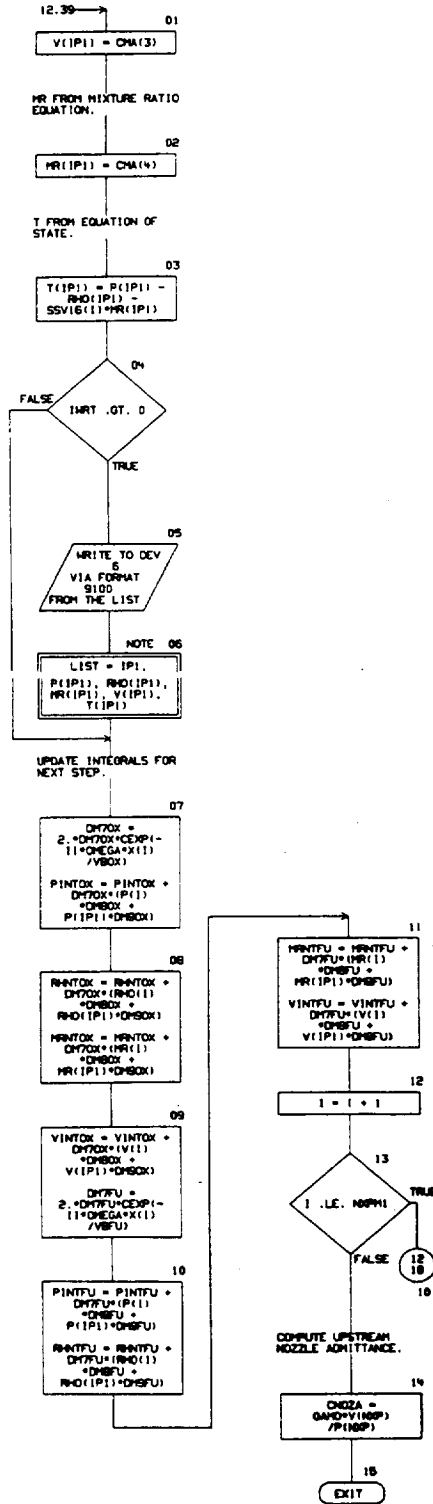 12.39
01
V(IP1) = CMA(3)
MR FROM MIXTURE RATIO
EQUATION.
02
MR(IP1) = CMA(4)
T FROM EQUATION OF
STATE.
03
T(IP1) = P(IP1) -
RHO(IP1) -
SSV16(1)*MR(IP1)
04
FALSE
IWRT .GT. 0
TRUE
05
WRITE TO DEV
6
VIA FORMAT
9100
FROM THE LIST
NOTE 06
LIST = IP1,
P(IP1), RHO(IP1),
MR(IP1), V(IP1),
T(IP1)
UPDATE INTEGRALS FOR
NEXT STEP.
07
DM7OX =
2.*DM7OX*CEXP(-
II*OMEGA*X(I)
/VBOX)
PINTOX = PINTOX +
DM7OX*(P(I)
*DM8OX +
P(IP1)*DM9OX)
08
RHNTOX = RHNTOX +
DM7OX*(RHO(I)
*DM8OX +
RHO(IP1)*DM9OX)
MRNTOX = MRNTOX +
DM7OX*(MR(I)
*DM8OX +
MR(IP1)*DM9OX)
09
VINTOX = VINTOX +
DM7OX*(V(I)
*DM8OX +
V(IP1)*DM9OX)
DM7FU =
2.*DM7FU*CEXP(-
II*OMEGA*X(I)
/VBFU)
10
PINTFU = PINTFU +
DM7FU*(P(I)
*DM8FU +
P(IP1)*DM9FU)
RHNTFU = RHNTFU +
DM7FU*(RHO(I)
*DM8FU +
RHO(IP1)*DM9FU)
11
MRNTFU = MRNTFU +
DM7FU*(MR(I)
*DM8FU +
MR(IP1)*DM9FU)
VINTFU = VINTFU +
DM7FU*(V(I)
*DM8FU +
V(IP1)*DM9FU)
12
I = I + 1
13
I .LE. NXPM1
TRUE
FALSE
12
18
COMPUTE UPSTREAM
NOZZLE ADMITTANCE.
14
CNOZA =
GAMD*V(NXP)
/P(NXP)
15
EXIT